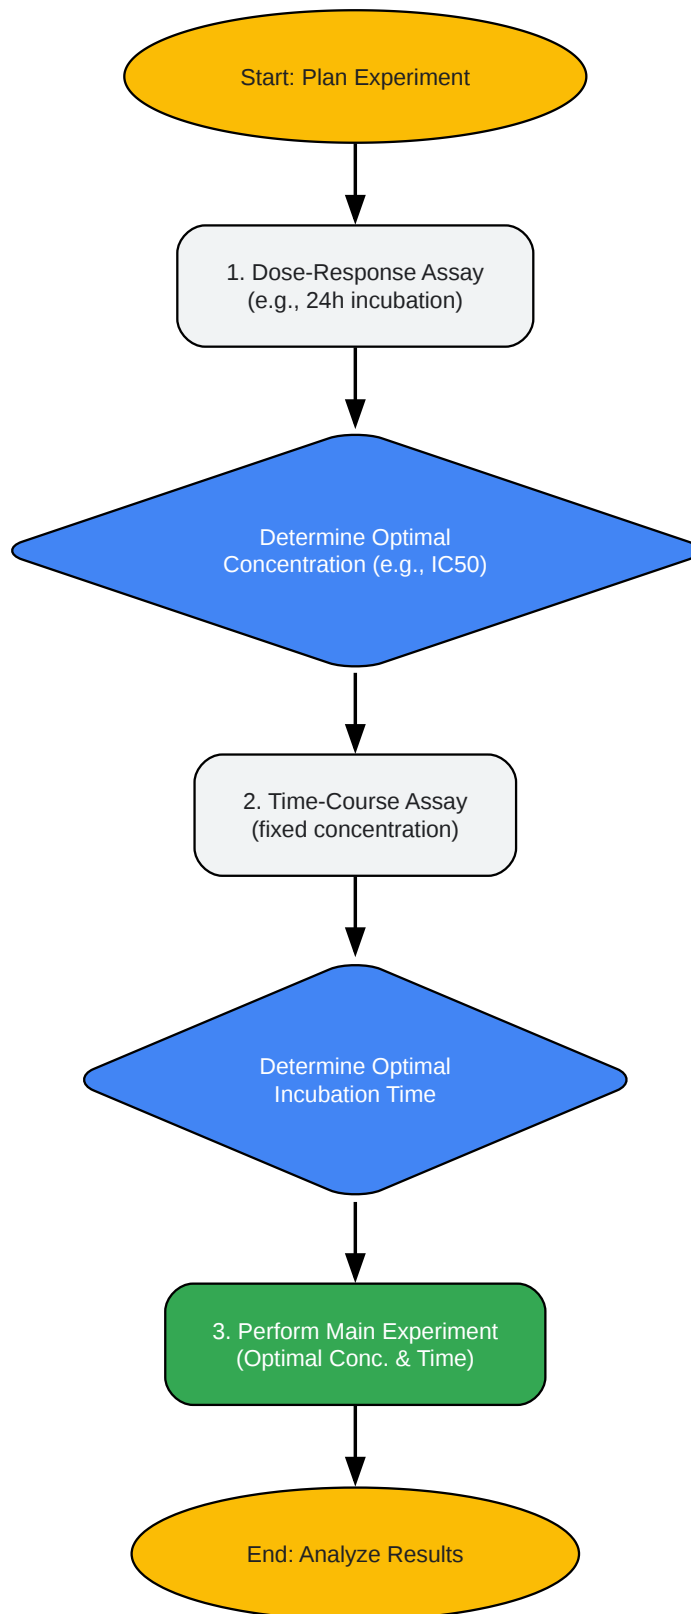 Start: Plan Experiment
1. Dose-Response Assay
(e.g., 24h incubation)
Determine Optimal
Concentration (e.g., IC50)
2. Time-Course Assay
(fixed concentration)
Determine Optimal
Incubation Time
3. Perform Main Experiment
(Optimal Conc. & Time)
End: Analyze Results